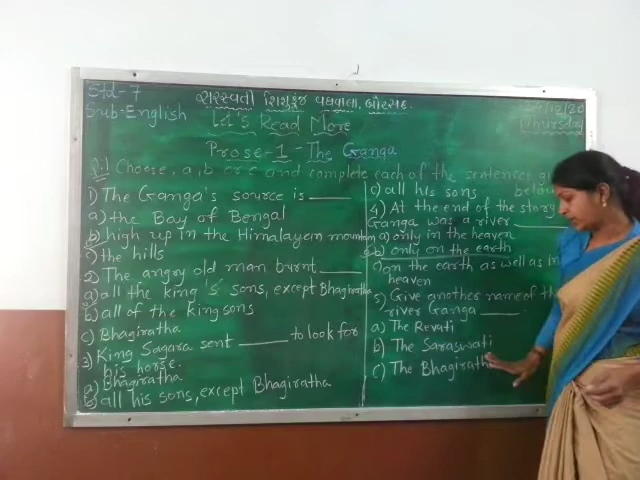 Std-7
Sub-English
સરસ્વતી શિશુકુંજ વઘવાલા, બોરસદ.
Let's Read More
Thursday
Prose-1-The Ganga
Q.1 Choose, a, b or c and complete each of the sentences
below
1) The Ganga's source is ____
a) the Bay of Bengal
b) high up in the Himalayan mountain
c) the hills
2) The angry old man burnt ____
a) all the king's sons, except Bhagiratha
b) all of the king sons
c) Bhagiratha
3) King Sagara sent ____ to look for
his horse.
a) Bhagiratha
b) all his sons, except Bhagiratha
c) all his sons
4) At the end of the story
Ganga was a river ____
a) only in the heaven
b) only on the earth
c) on the earth as well as in
heaven
5) Give another name of the
river Ganga ____.
a) The Revati
b) The Saraswati
c) The Bhagirathi